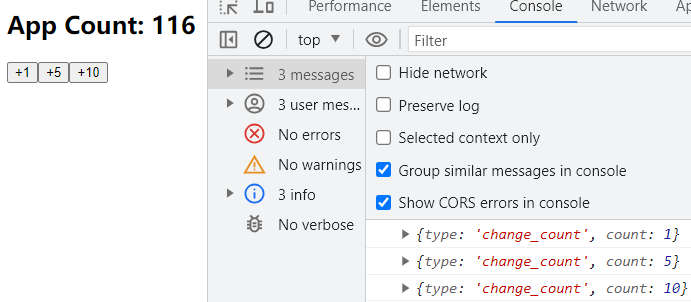 App Count: 116
+1 +5 +10
Performance Elements Console Network
top Filter
3 messages
3 user mes...
No errors
No warnings
3 info
No verbose
Hide network
Preserve log
Selected context only
Group similar messages in console
Show CORS errors in console
{type: 'change_count', count: 1}
{type: 'change_count', count: 5}
{type: 'change_count', count: 10}